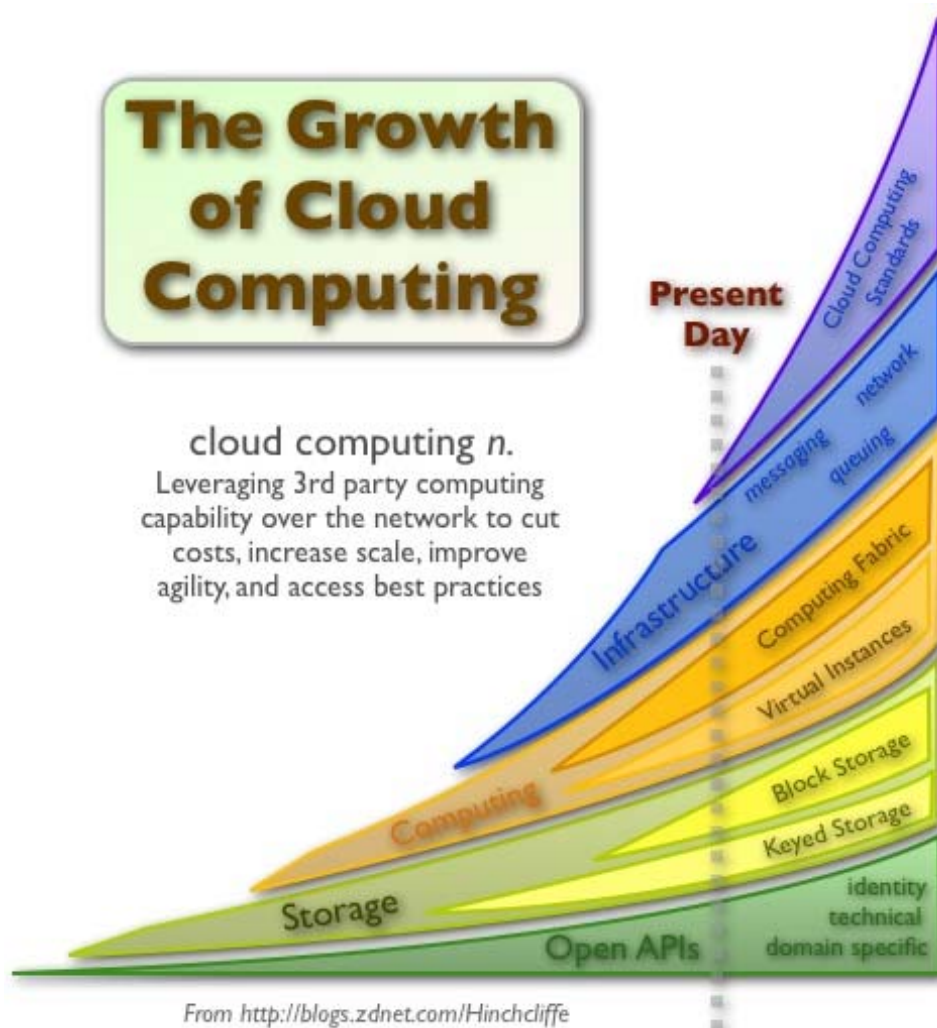 The Growth
of Cloud
Computing
Present
Day
cloud computing n.
Leveraging 3rd party computing
capability over the network to cut
costs, increase scale, improve
agility, and access best practices
Cloud Computing
Standards
Infrastructure
messaging
network
queuing
Computing
Computing Fabric
Virtual Instances
Storage
Block Storage
Keyed Storage
Open APIs
identity
technical
domain specific
From http://blogs.zdnet.com/Hinchcliffe